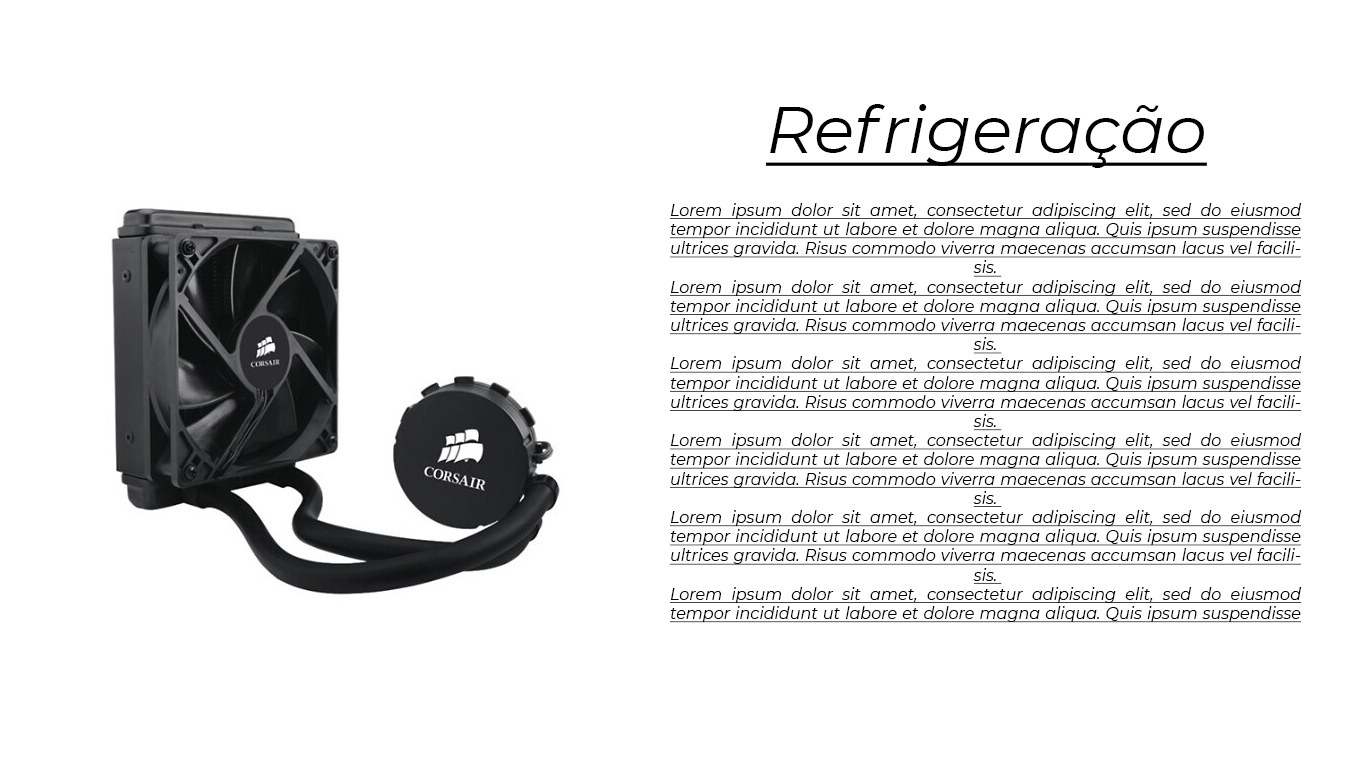 Refrigeração
Lorem ipsum dolor sit amet, consectetur adipiscing elit, sed do eiusmod
tempor incididunt ut labore et dolore magna aliqua. Quis ipsum suspendisse
ultrices gravida. Risus commodo viverra maecenas accumsan lacus vel facili-
sis.
Lorem ipsum dolor sit amet, consectetur adipiscing elit, sed do eiusmod
tempor incididunt ut labore et dolore magna aliqua. Quis ipsum suspendisse
ultrices gravida. Risus commodo viverra maecenas accumsan lacus vel facili-
sis.
Lorem ipsum dolor sit amet, consectetur adipiscing elit, sed do eiusmod
tempor incididunt ut labore et dolore magna aliqua. Quis ipsum suspendisse
ultrices gravida. Risus commodo viverra maecenas accumsan lacus vel facili-
sis.
Lorem ipsum dolor sit amet, consectetur adipiscing elit, sed do eiusmod
tempor incididunt ut labore et dolore magna aliqua. Quis ipsum suspendisse
ultrices gravida. Risus commodo viverra maecenas accumsan lacus vel facili-
sis.
Lorem ipsum dolor sit amet, consectetur adipiscing elit, sed do eiusmod
tempor incididunt ut labore et dolore magna aliqua. Quis ipsum suspendisse
ultrices gravida. Risus commodo viverra maecenas accumsan lacus vel facili-
sis.
Lorem ipsum dolor sit amet, consectetur adipiscing elit, sed do eiusmod
tempor incididunt ut labore et dolore magna aliqua. Quis ipsum suspendisse
CORSAIR
CORSAIR